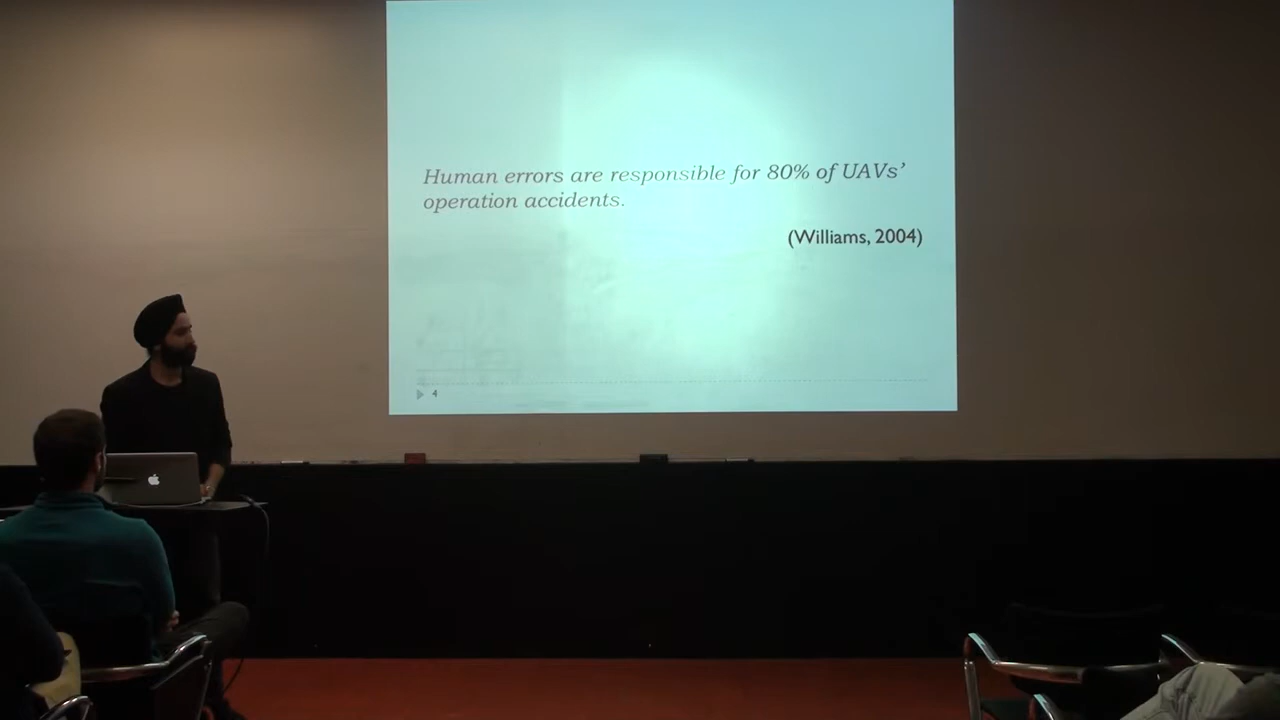 Human errors are responsible for 80% of UAVs’
operation accidents.
(Williams, 2004)
4